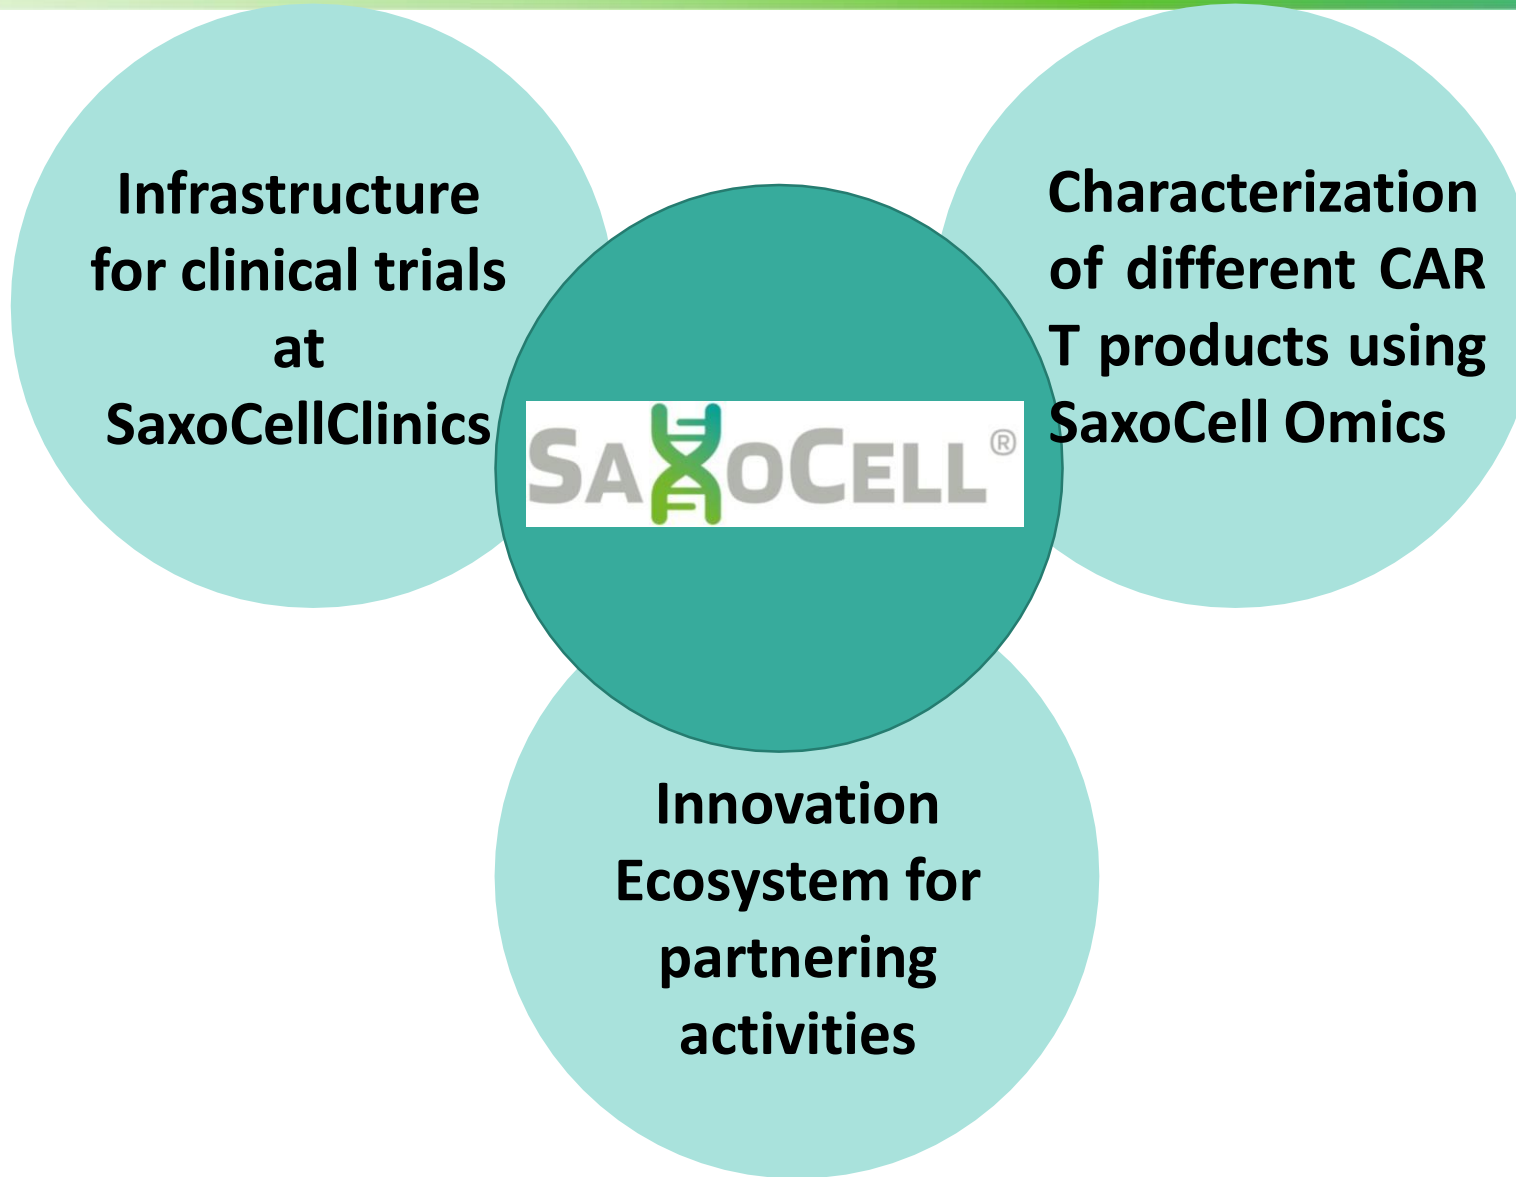 Infrastructure
for clinical trials
at
SaxoCellClinics
SAXOCELL®
Characterization
of different CAR
T products using
SaxoCell Omics
Innovation
Ecosystem for
partnering
activities